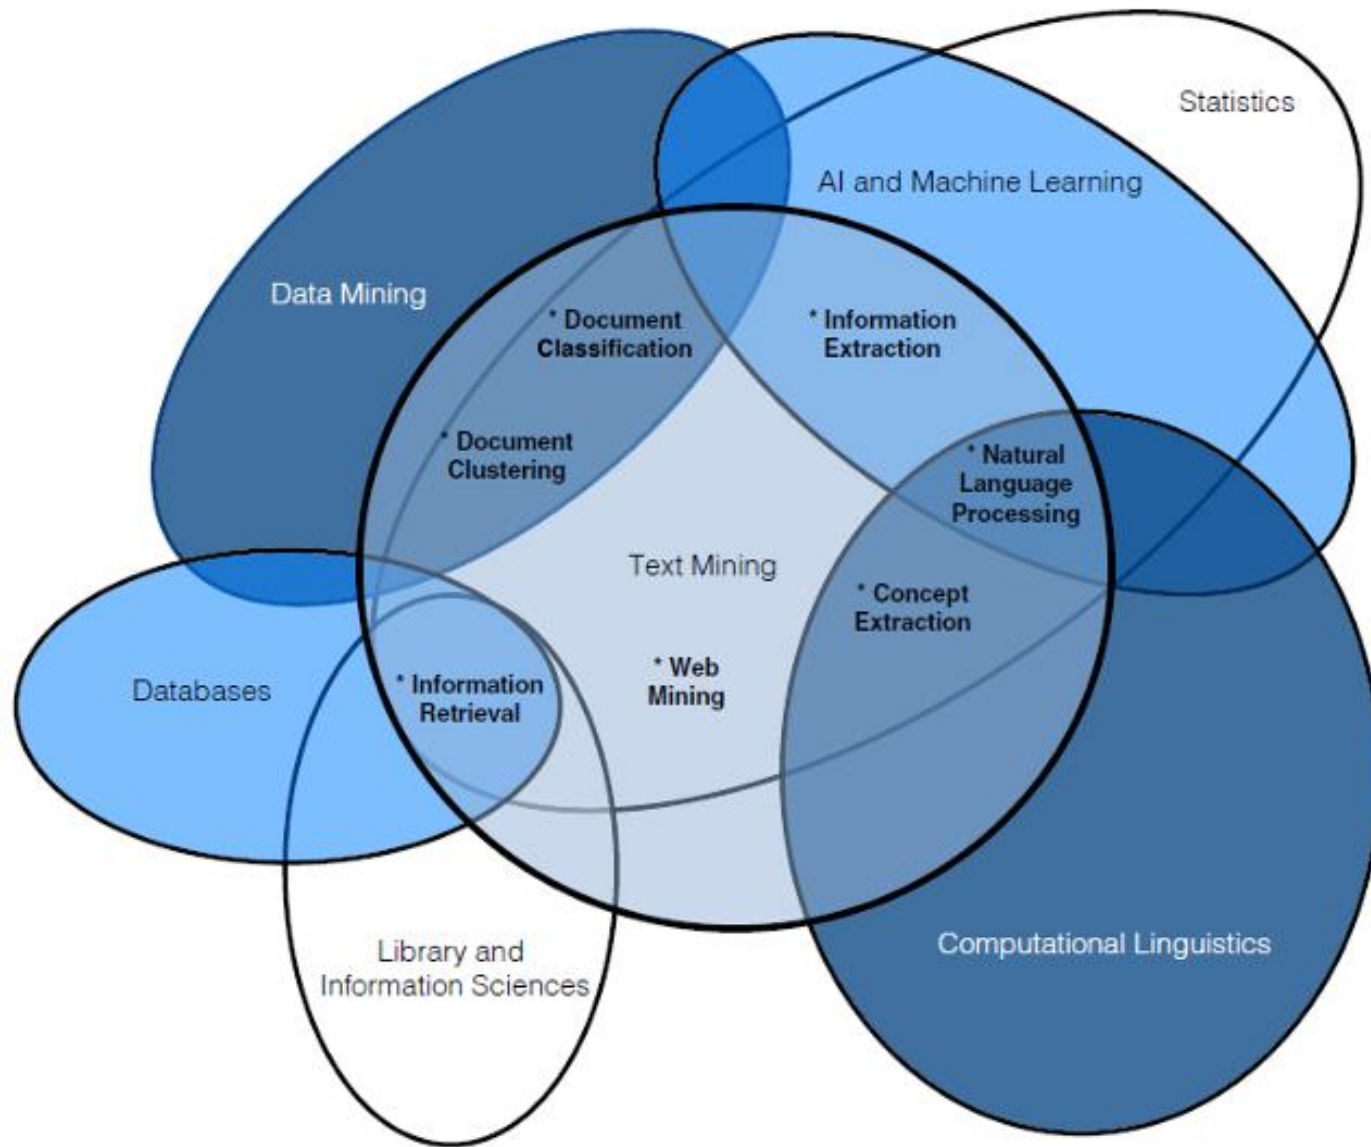 Statistics
AI and Machine Learning
Data Mining
* Document
Classification
* Information
Extraction
* Document
Clustering
* Natural
Language
Processing
Text Mining
* Concept
Extraction
* Web
Mining
Databases
* Information
Retrieval
Library and
Information Sciences
Computational Linguistics